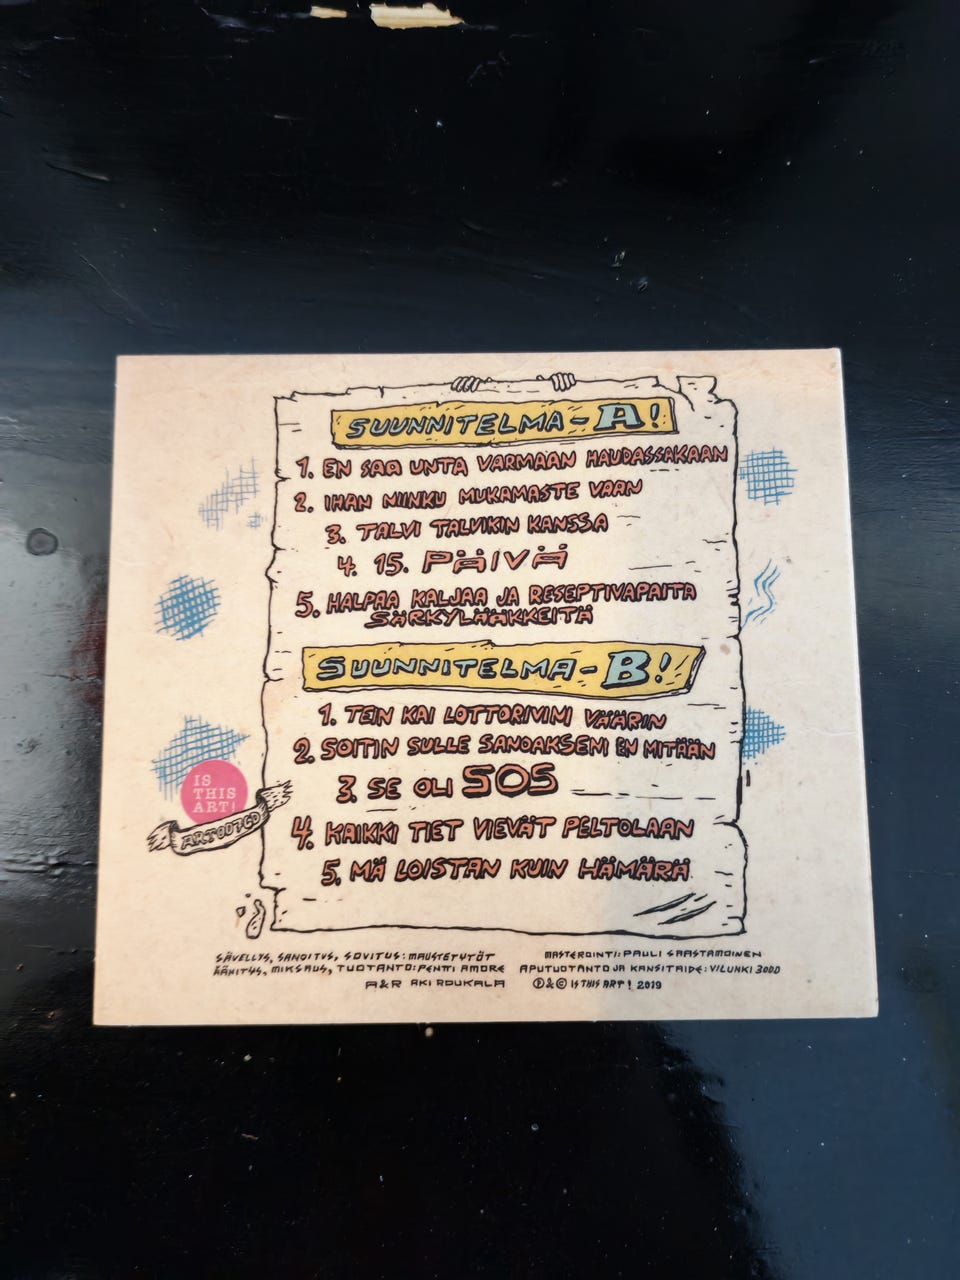 SUUNNITELMA-A!
1. EN SAA UNTA VARMAAN HAUDASSAKAAN
2. IHAN NIINKU MUKAMASTE VAAN
3. TALVI TALVIKIN KANSSA
4. 15. PÄIVÄ
5. HALPAA KALJAA JA RESEPTIVAPAITA
SÄRKYLÄÄKKEITÄ
SUUNNITELMA-B!
1. TEIN KAI LOTTORIVINI VÄÄRIN
2. SOITIN SULLE SANOAKSENI EN MITÄÄN
3. SE OLI SOS
4. KAIKKI TIET VIEVÄT PELTOLAAN
5. MÄ LOISTAN KUIN HÄMÄRÄ
IS
THIS
ART!
ART007CD
SÄVELLYS, SANOITUS, SOVITUS: MAUSTETYTÖT
ÄÄNITYS, MIKSAUS, TUOTANTO: PENTTI AMORE
A&R AKI ROUKALA
MASTEROINTI: PAULI SAASTAMOINEN
APUTUOTANTO JA KANSITAIDE: VILUNKI 3000
Ⓟ & © IS THIS ART! 2019